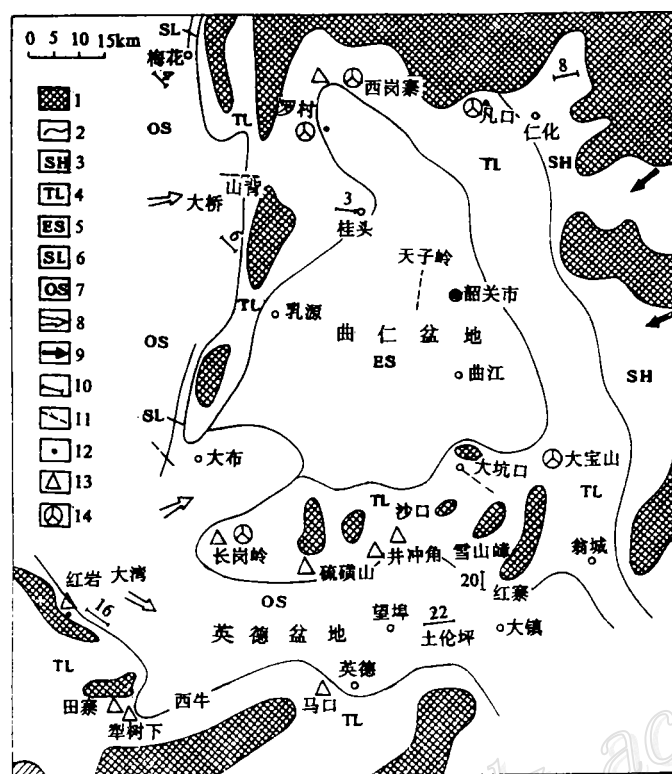 0 5 10 15km
1
2
SH 3
TL 4
ES 5
SL 6
OS 7
8
9
10
11
12
13
14
SL
梅花
OS
TL
罗村
西岗寨
凡口
8
仁化
TL
SH
山背
大桥
3
桂头
6
天子岭
韶关市
TL
乳源
曲仁盆地
OS
ES
曲江
SH
SL
大布
大坑口
大宝山
TL
沙口
TL
长岗岭
井冲角
雪山嶂
翁城
硫磺山
20
红寨
红岩
大湾
16
OS
望埠
22
土伦坪
大镇
英德盆地
TL
西牛
英德
田寨
马口
TL
犁树下